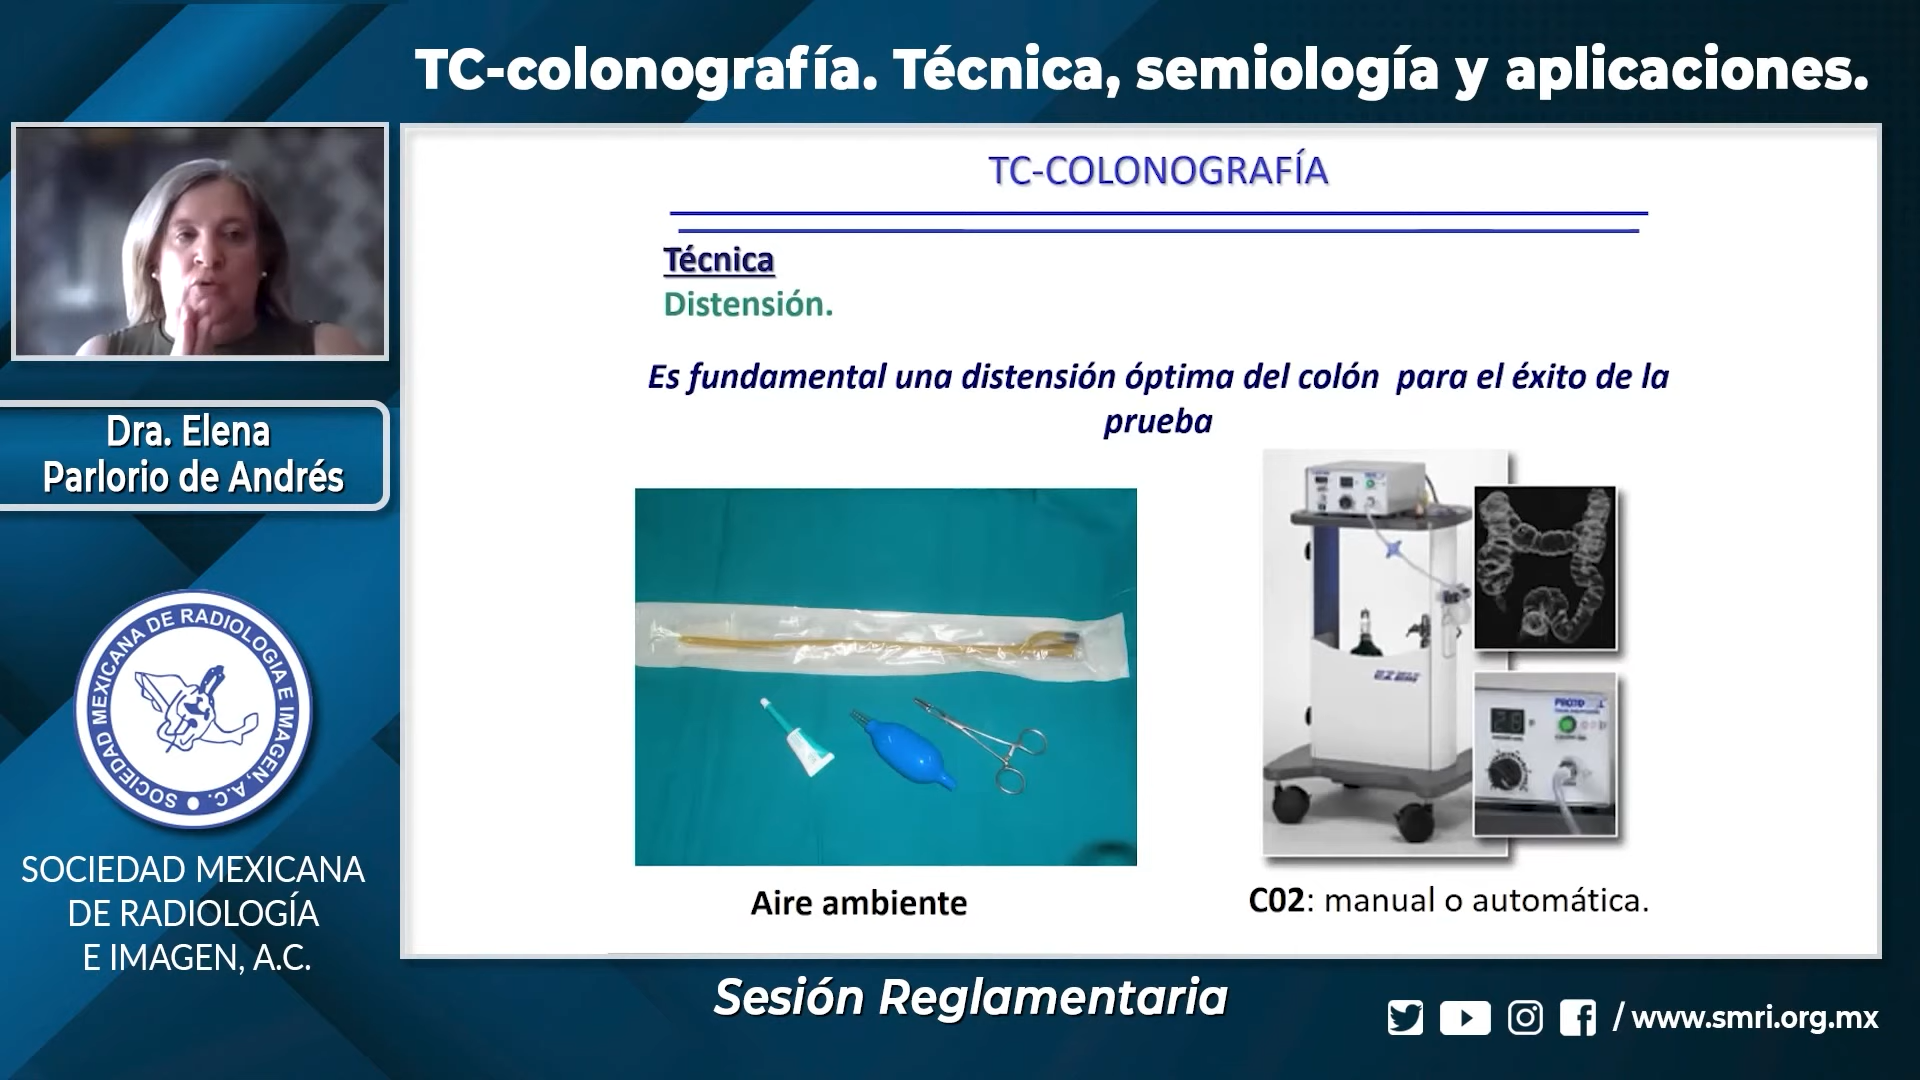 TC-colonografía. Técnica, semiología y aplicaciones.
TC-COLONOGRAFÍA
Técnica
Distensión.
Es fundamental una distensión óptima del colón para el éxito de la
prueba
Aire ambiente
C02: manual o automática.
Dra. Elena
Parlorio de Andrés
SOCIEDAD MEXICANA DE RADIOLOGIA E IMAGEN, A.C.
SOCIEDAD MEXICANA
DE RADIOLOGÍA
E IMAGEN, A.C.
Sesión Reglamentaria
/ www.smri.org.mx